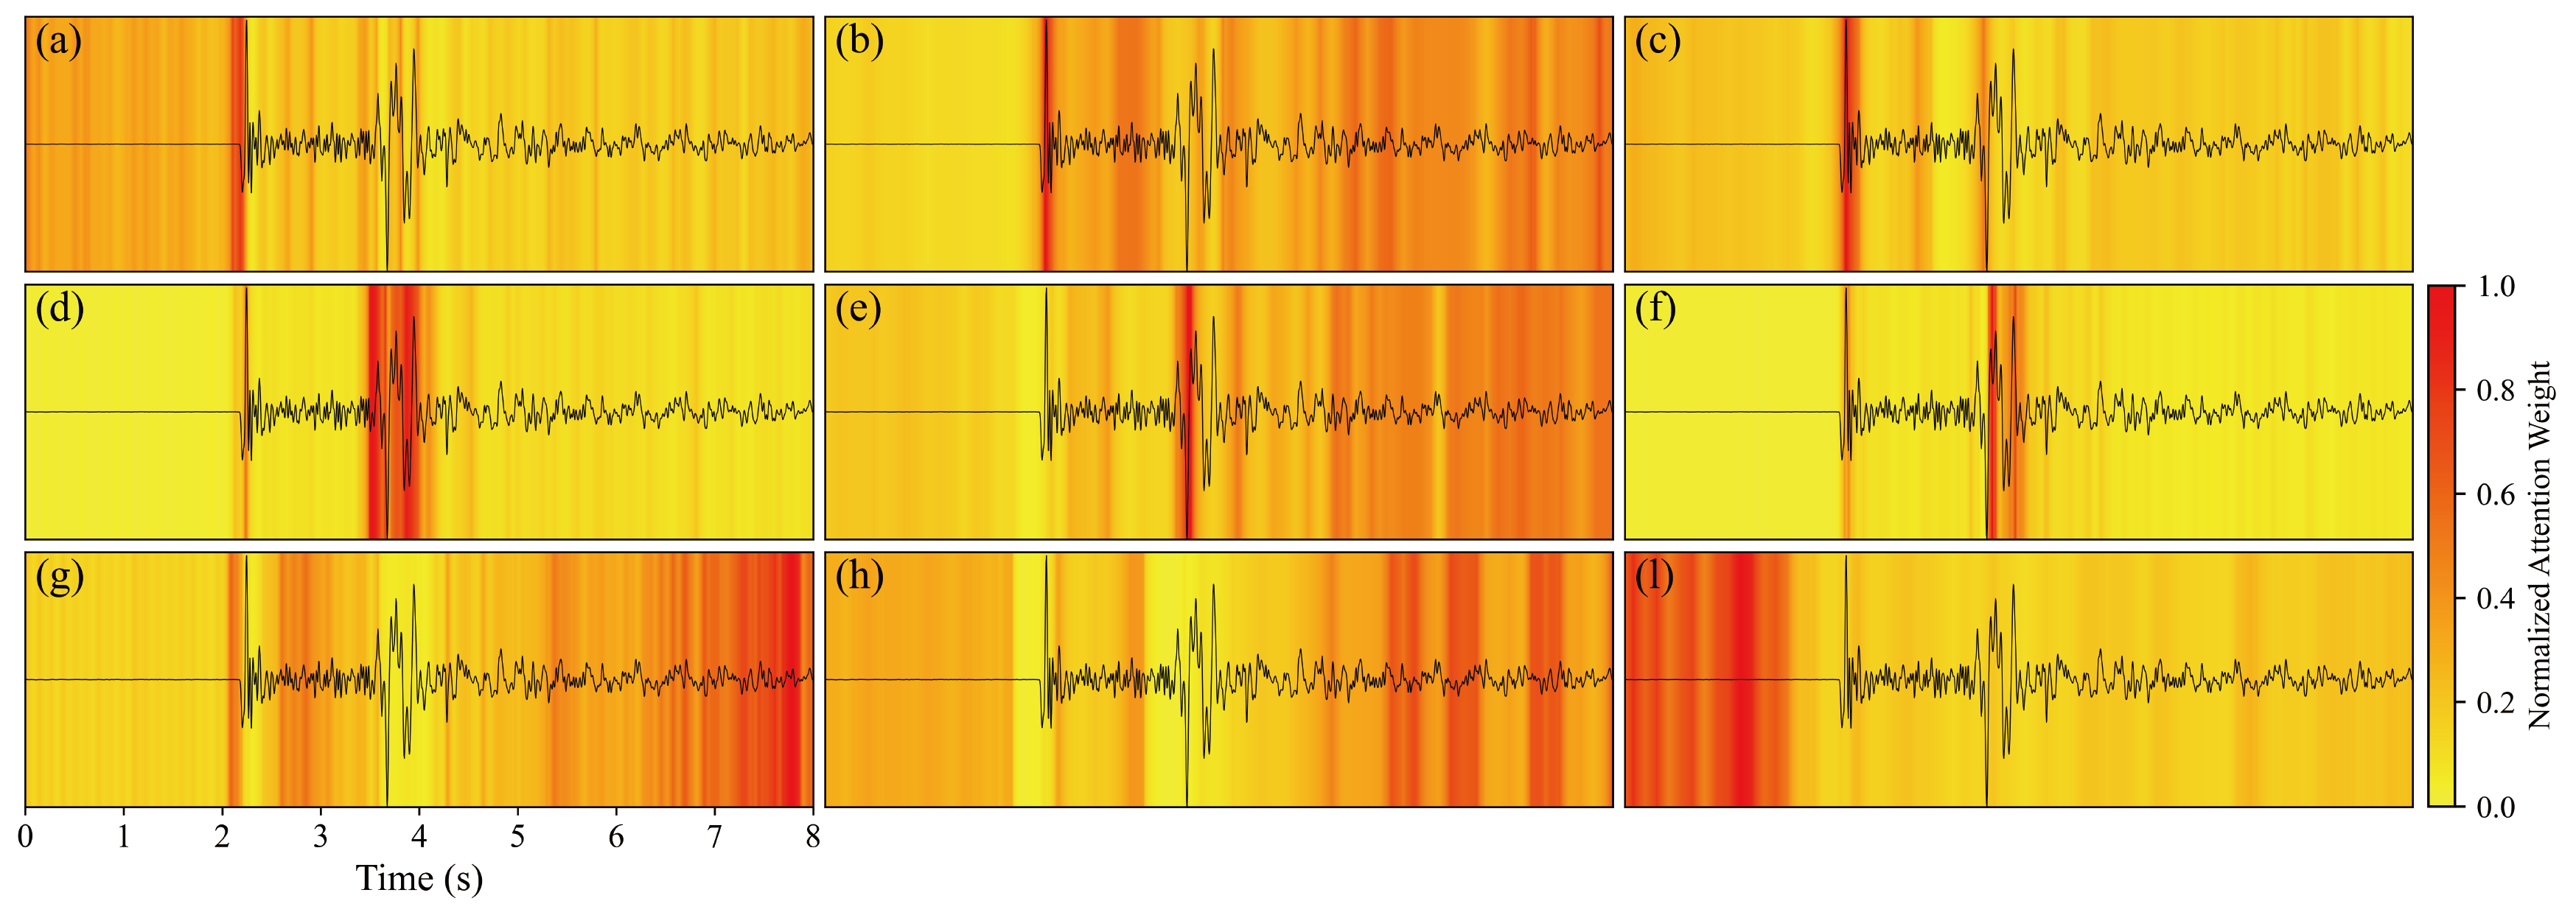 (a)
(b)
(c)
(d)
(e)
(f)
(g)
(h)
(l)
0 1 2 3 4 5 6 7 8
Time (s)
1.0
0.8
0.6
0.4
0.2
0.0
Normalized Attention Weight